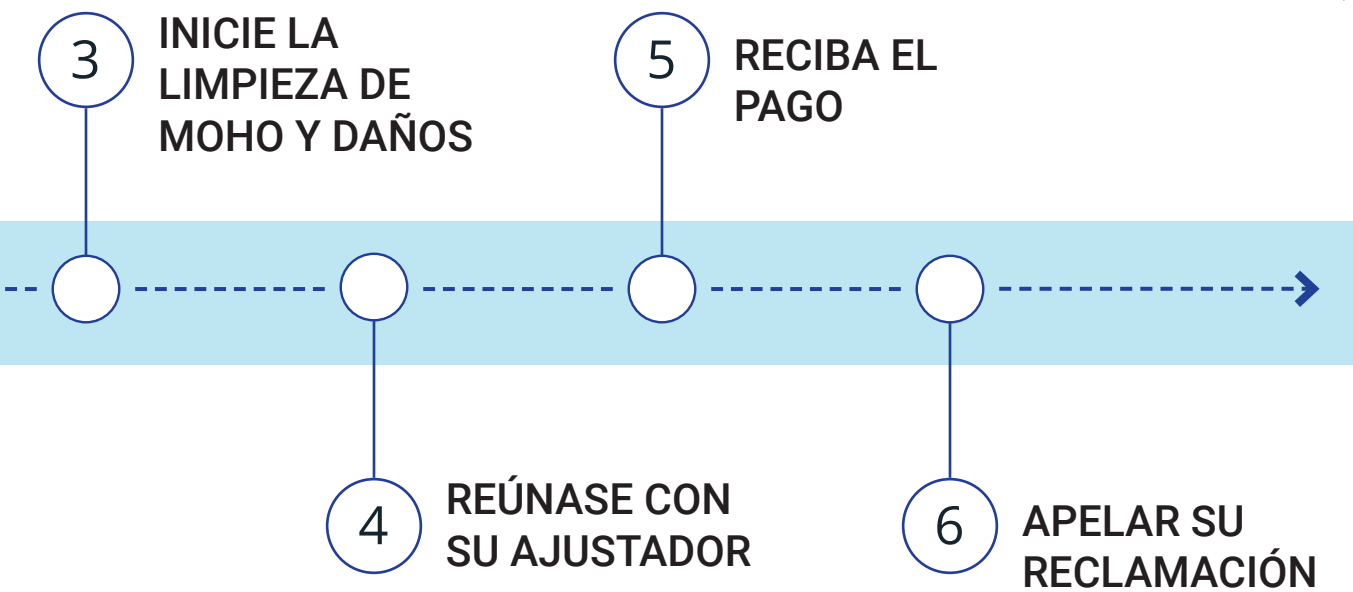 3
INICIE LA
LIMPIEZA DE
MOHO Y DAÑOS
4
REÚNASE CON
SU AJUSTADOR
5
RECIBA EL
PAGO
6
APELAR SU
RECLAMACIÓN